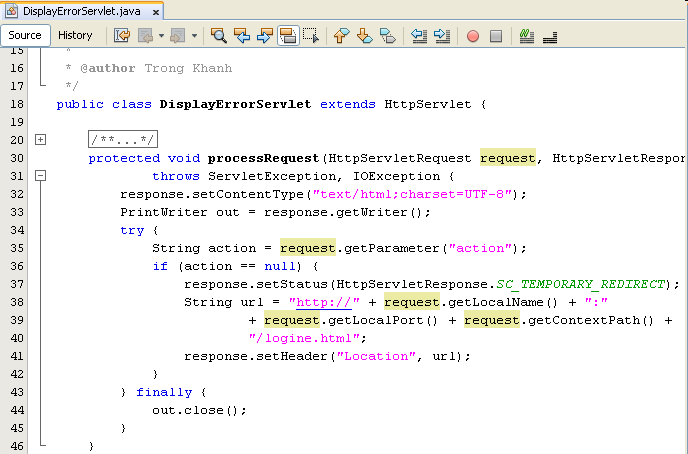 DisplayErrorServlet.java
Source History
15 *
16 * @author Trong Khanh
17 */
18 public class DisplayErrorServlet extends HttpServlet {
19
20 /**...*/
30 protected void processRequest(HttpServletRequest request, HttpServletRespon
31 throws ServletException, IOException {
32 response.setContentType("text/html;charset=UTF-8");
33 PrintWriter out = response.getWriter();
34 try {
35 String action = request.getParameter("action");
36 if (action == null) {
37 response.setStatus(HttpServletResponse.SC_TEMPORARY_REDIRECT);
38 String url = "http://" + request.getLocalName() + ":"
39 + request.getLocalPort() + request.getContextPath() +
40 "/logine.html";
41 response.setHeader("Location", url);
42 }
43 } finally {
44 out.close();
45 }
46 }